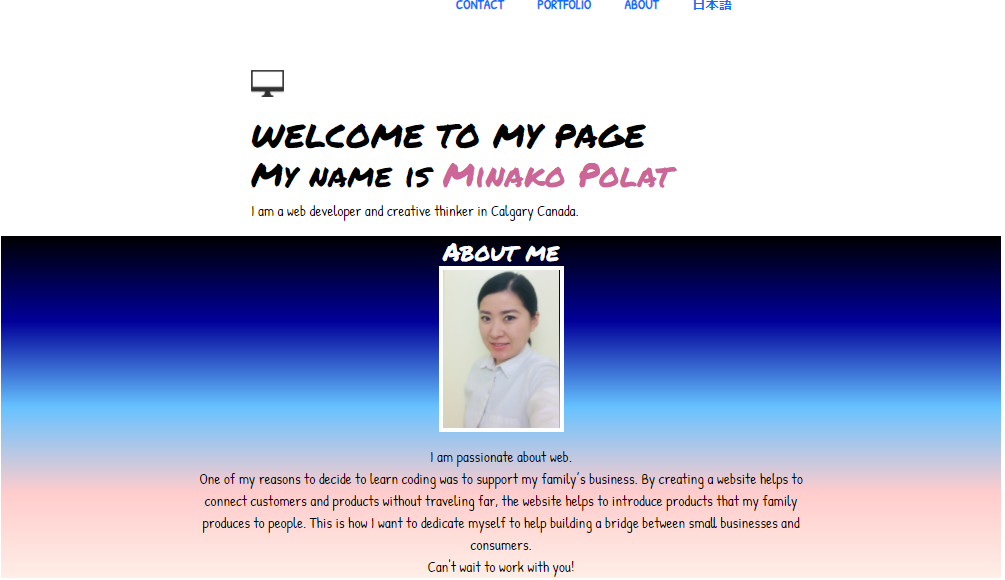 CONTACT PORTFOLIO ABOUT 日本語
WELCOME TO MY PAGE
MY NAME IS MINAKO POLAT
I am a web developer and creative thinker in Calgary Canada.
ABOUT ME
I am passionate about web.
One of my reasons to decide to learn coding was to support my family's business. By creating a website helps to
connect customers and products without traveling far, the website helps to introduce products that my family
produces to people. This is how I want to dedicate myself to help building a bridge between small businesses and
consumers.
Can't wait to work with you!